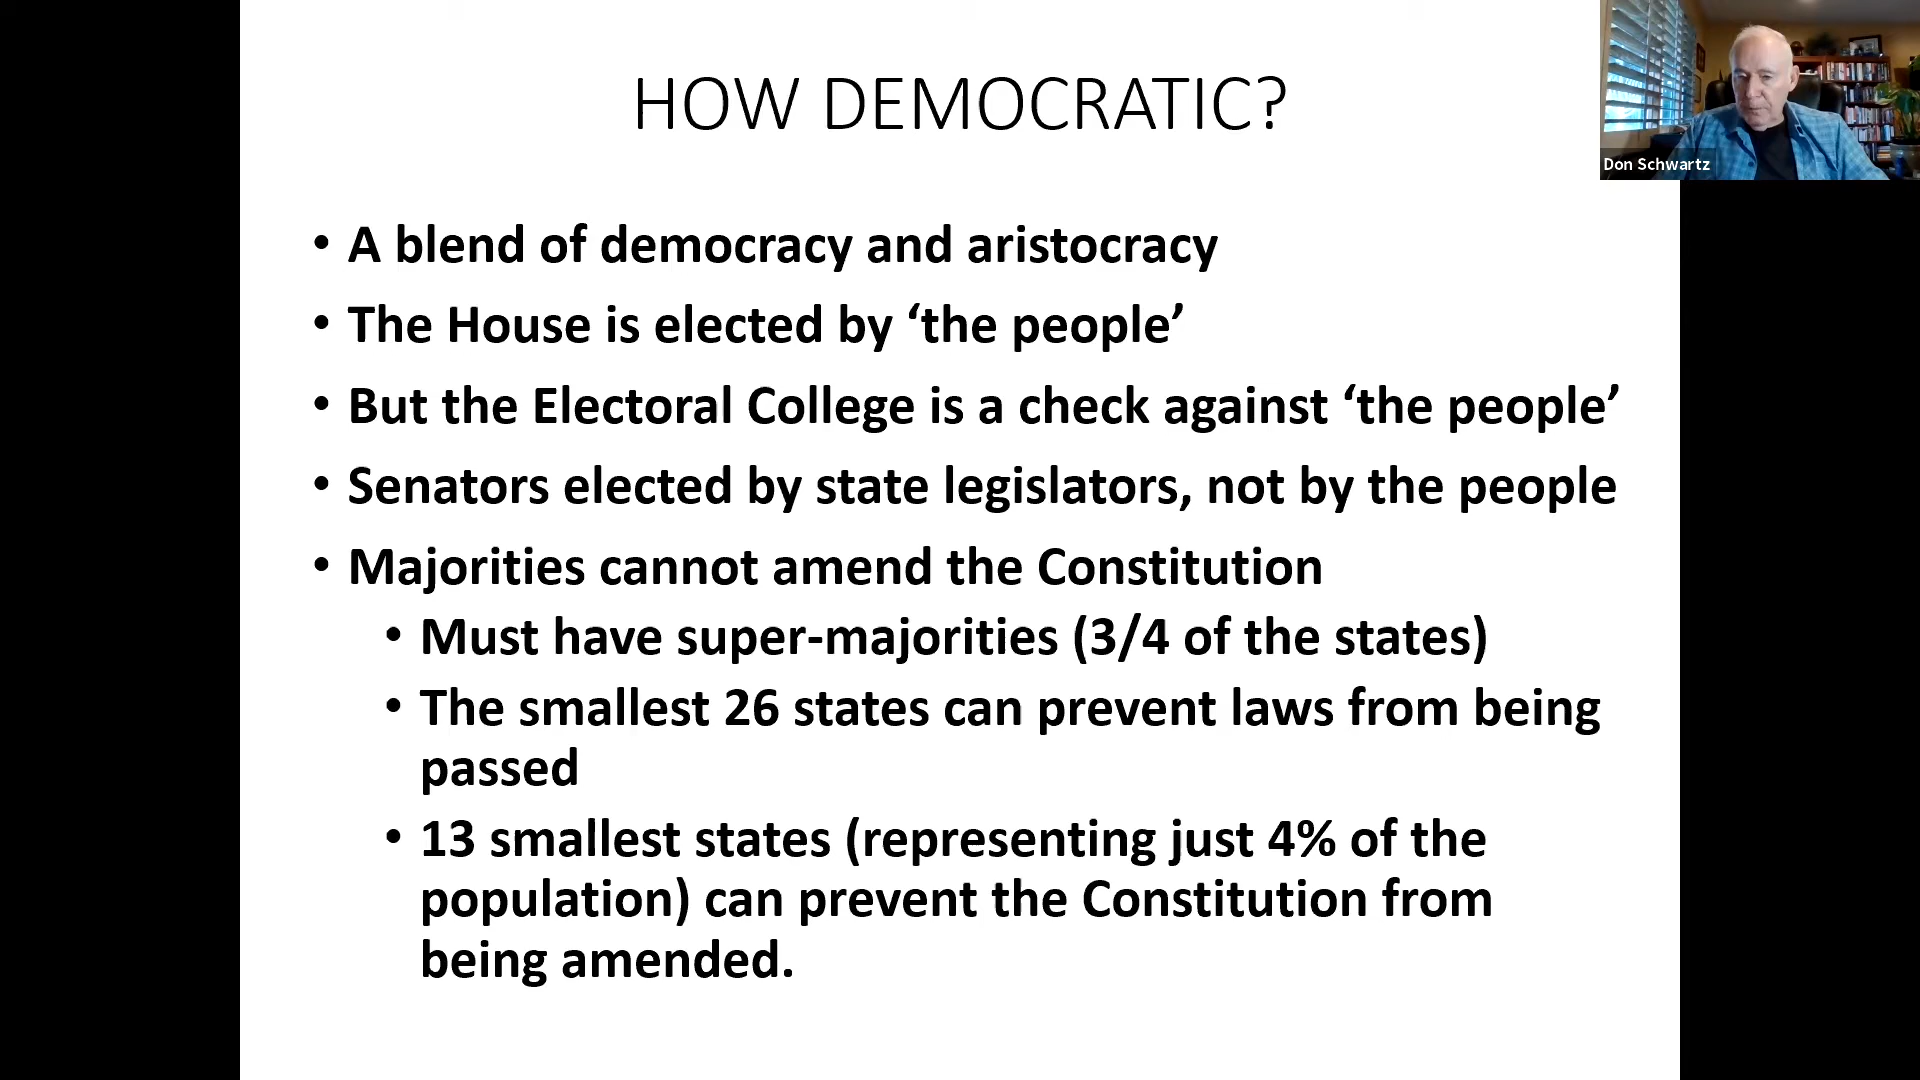 HOW DEMOCRATIC?
Don Schwartz
• A blend of democracy and aristocracy
• The House is elected by ‘the people’
• But the Electoral College is a check against ‘the people’
• Senators elected by state legislators, not by the people
• Majorities cannot amend the Constitution
• Must have super-majorities (3/4 of the states)
• The smallest 26 states can prevent laws from being
passed
• 13 smallest states (representing just 4% of the
population) can prevent the Constitution from
being amended.